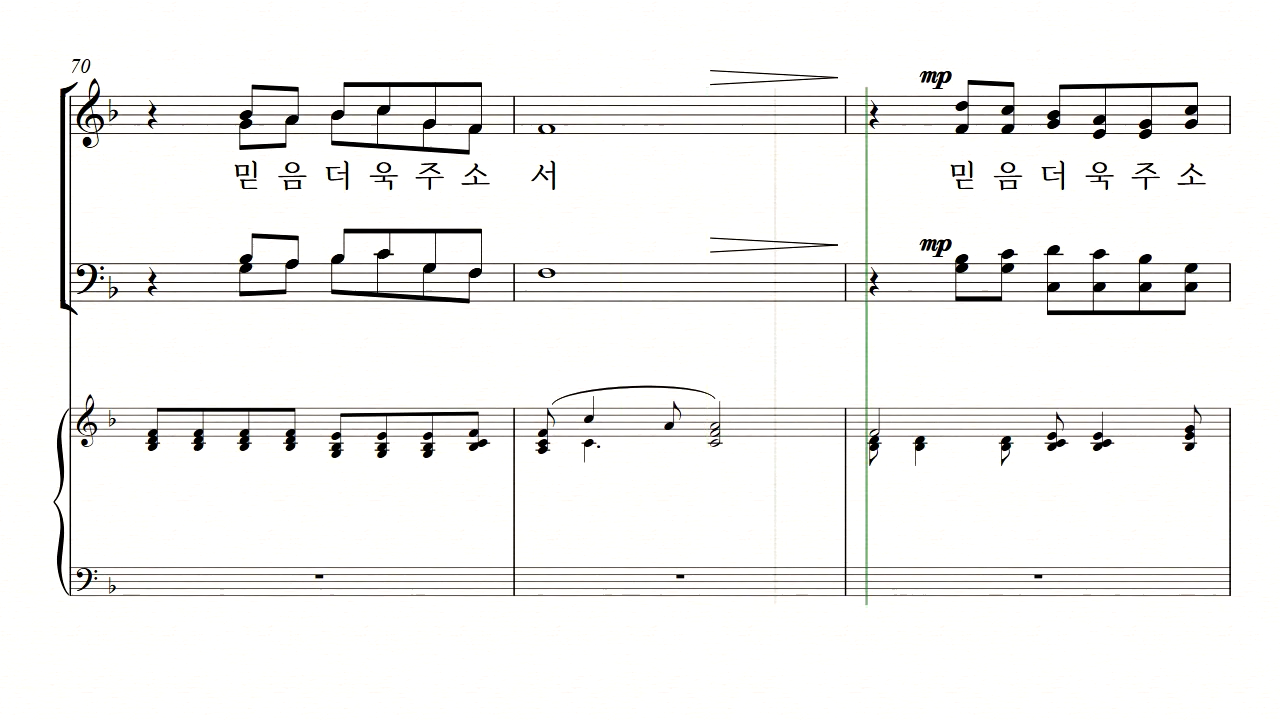 70
mp
믿 음 더 욱 주 소 서 믿 음 더 욱 주 소
mp